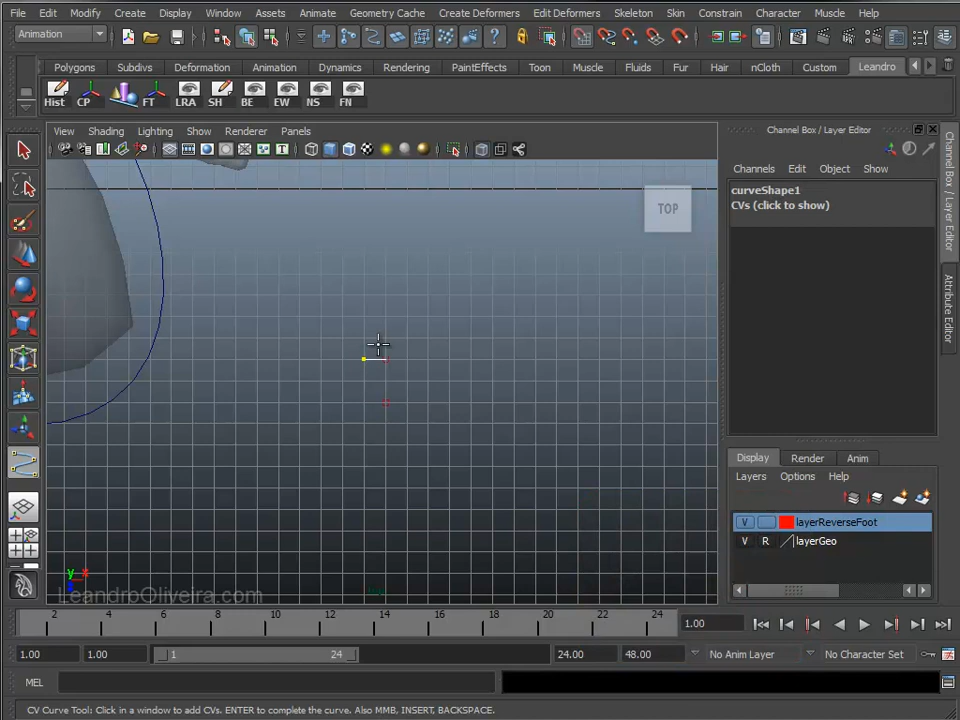 File Edit Modify Create Display Window Assets Animate Geometry Cache Create Deformers Edit Deformers Skeleton Skin Constrain Character Muscle Help
Animation
Polygons Subdivs Deformation Animation Dynamics Rendering PaintEffects Toon Muscle Fluids Fur Hair nCloth Custom Leandro
Hist CP FT LRA SH BE EW NS FN
View Shading Lighting Show Renderer Panels
Channel Box / Layer Editor
Channels Edit Object Show
curveShape1
CVs (click to show)
TOP
Channel Box / Layer Editor
Attribute Editor
Display Render Anim
Layers Options Help
V layerReverseFoot
V R layerGeo
y x
LeandroOliveira.com
2 4 6 8 10 12 14 16 18 20 22 24
1.00
1.00 1.00 1 24 24.00 48.00 No Anim Layer No Character Set
MEL
CV Curve Tool: Click in a window to add CVs. ENTER to complete the curve. Also MMB, INSERT, BACKSPACE.